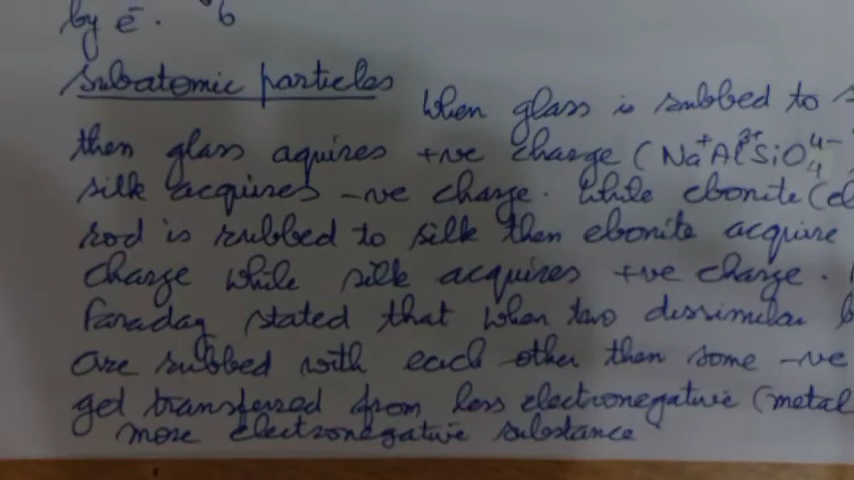 by e⁻. 6
Subatomic particles
When glass is rubbed to
then glass aquires +ve charge (Na⁺Al³⁺SiO₄⁴⁻
silk acquires -ve charge. While ebonite (
rod is rubbed to silk then ebonite acquire
charge while silk acquires +ve charge.
Faraday stated that when two dissimilar
are rubbed with each other then some -ve
get transferred from less electronegative (metal
more electronegative substance